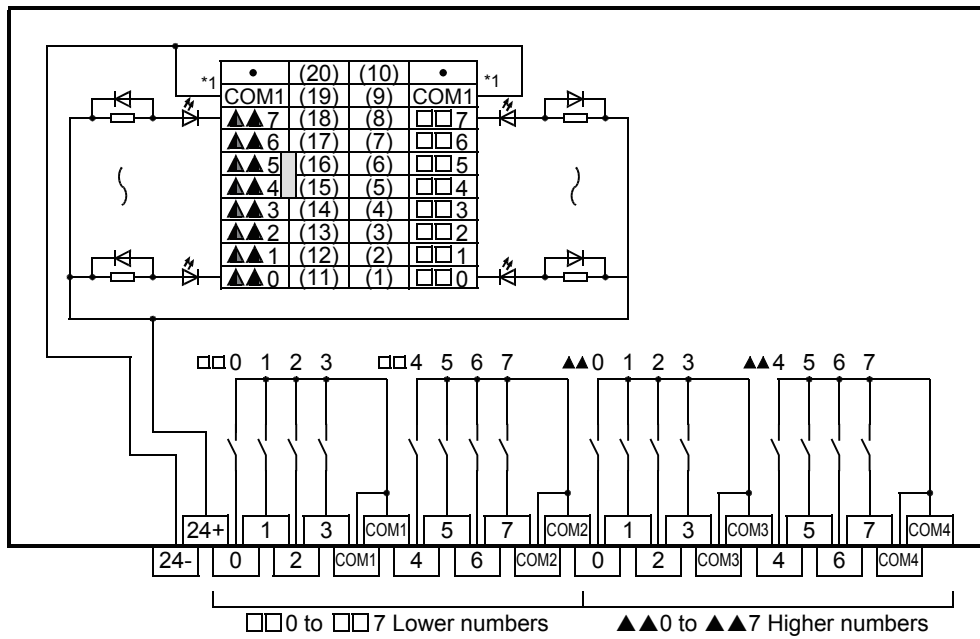 *1 • (20) (10) • *1
COM1 (19) (9) COM1
▲▲7 (18) (8) □□7
▲▲6 (17) (7) □□6
▲▲5 (16) (6) □□5
▲▲4 (15) (5) □□4
▲▲3 (14) (4) □□3
▲▲2 (13) (3) □□2
▲▲1 (12) (2) □□1
▲▲0 (11) (1) □□0
□□0 1 2 3 □□4 5 6 7 ▲▲0 1 2 3 ▲▲4 5 6 7
24+ 1 3 COM1 5 7 COM2 1 3 COM3 5 7 COM4
24- 0 2 COM1 4 6 COM2 0 2 COM3 4 6 COM4
□□0 to □□7 Lower numbers ▲▲0 to ▲▲7 Higher numbers